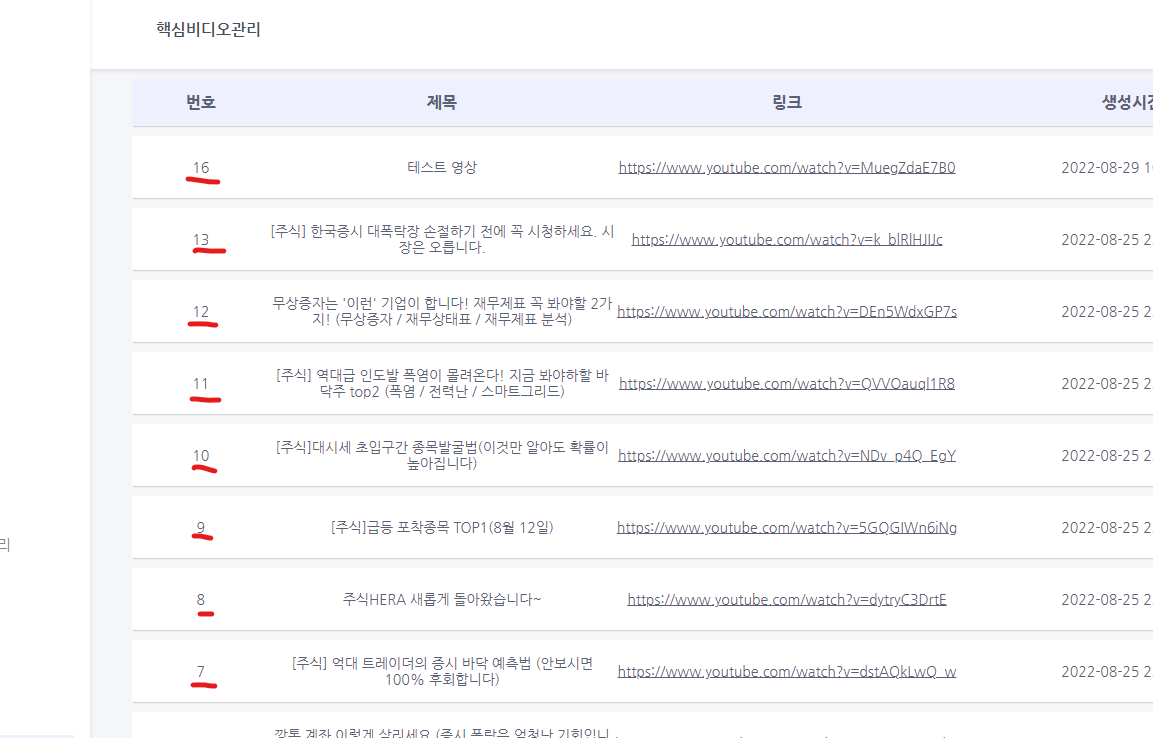 핵심비디오관리
번호 제목 링크 생성시간
16 테스트 영상 https://www.youtube.com/watch?v=MuegZdaE7B0 2022-08-29 1
[주식] 한국증시 대폭락장 손절하기 전에 꼭 시청하세요. 시
13 https://www.youtube.com/watch?v=k_blRlHJIJc 2022-08-25 2
장은 오릅니다.
무상증자는 '이런' 기업이 합니다! 재무제표 꼭 봐야할 2가
12 https://www.youtube.com/watch?v=DEn5WdxGP7s 2022-08-25 2
지! (무상증자 / 재무상태표 / 재무제표 분석)
[주식] 역대급 인도발 폭염이 몰려온다! 지금 봐야하할 바
11 https://www.youtube.com/watch?v=QVVOauql1R8 2022-08-25 2
닥주 top2 (폭염 / 전력난 / 스마트그리드)
[주식]대시세 초입구간 종목발굴법(이것만 알아도 확률이
10 https://www.youtube.com/watch?v=NDv_p4Q_EgY 2022-08-25 2
높아집니다)
9 [주식]급등 포착종목 TOP1(8월 12일) https://www.youtube.com/watch?v=5GQGIWn6iNg 2022-08-25 2
리
8 주식HERA 새롭게 돌아왔습니다~ https://www.youtube.com/watch?v=dytryC3DrtE 2022-08-25 2
[주식] 억대 트레이더의 증시 바닥 예측법 (안보시면
7 https://www.youtube.com/watch?v=dstAQkLwQ_w 2022-08-25 2
100% 후회합니다)
깡통 계좌 이렇게 살리세요 (증시 폭락은 엄청난 기회입니